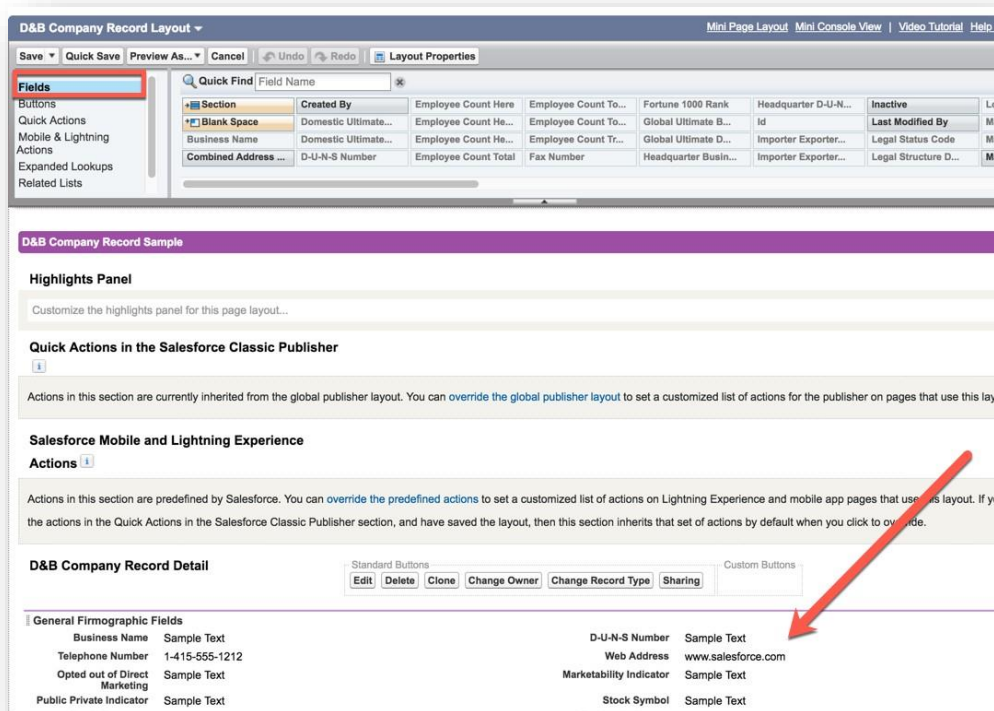 D&B Company Record Layout
Mini Page Layout Mini Console View | Video Tutorial Help
Save Quick Save Preview As... Cancel Undo Redo Layout Properties
Fields
Buttons
Quick Actions
Mobile & Lightning
Actions
Expanded Lookups
Related Lists
Quick Find Field Name
Section Created By Employee Count Here Employee Count To... Fortune 1000 Rank Headquarter D-U-N... Inactive
Blank Space Domestic Ultimate... Employee Count He... Employee Count To... Global Ultimate B... Id Last Modified By
Business Name Domestic Ultimate... Employee Count He... Employee Count Tr... Global Ultimate D... Importer Exporter... Legal Status Code
Combined Address ... D-U-N-S Number Employee Count Total Fax Number Headquarter Busin... Importer Exporter... Legal Structure D...
D&B Company Record Sample
Highlights Panel
Customize the highlights panel for this page layout...
Quick Actions in the Salesforce Classic Publisher
Actions in this section are currently inherited from the global publisher layout. You can override the global publisher layout to set a customized list of actions for the publisher on pages that use this lay
Salesforce Mobile and Lightning Experience
Actions
Actions in this section are predefined by Salesforce. You can override the predefined actions to set a customized list of actions on Lightning Experience and mobile app pages that use this layout. If y
the actions in the Quick Actions in the Salesforce Classic Publisher section, and have saved the layout, then this section inherits that set of actions by default when you click to override.
D&B Company Record Detail
Standard Buttons
Edit Delete Clone Change Owner Change Record Type Sharing
Custom Buttons
General Firmographic Fields
Business Name Sample Text D-U-N-S Number Sample Text
Telephone Number 1-415-555-1212 Web Address www.salesforce.com
Opted out of Direct Marketing Sample Text Marketability Indicator Sample Text
Public Private Indicator Sample Text Stock Symbol Sample Text